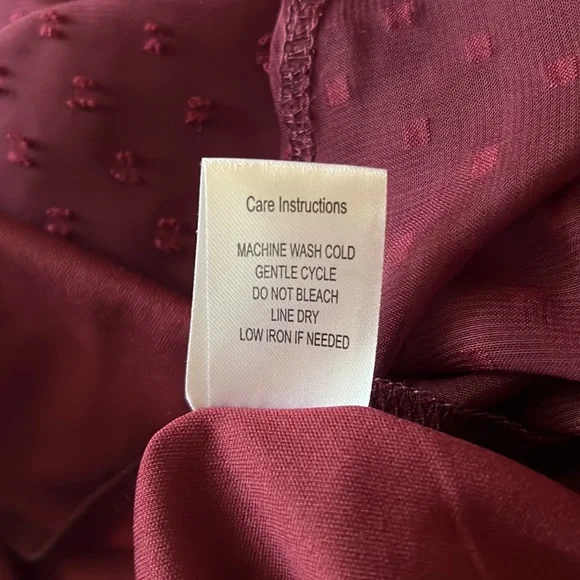 Care Instructions
MACHINE WASH COLD
GENTLE CYCLE
DO NOT BLEACH
LINE DRY
LOW IRON IF NEEDED